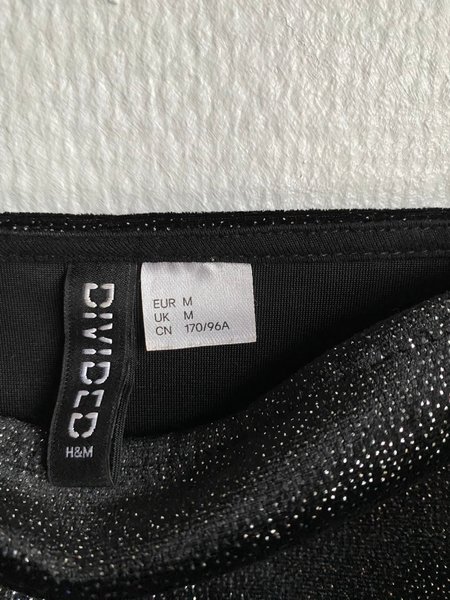 DIVIDED
H&M
EUR M
UK M
CN 170/96A